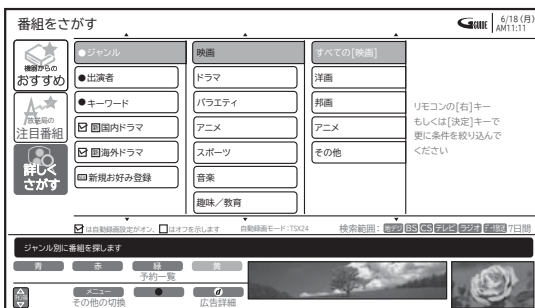 番組をさがす
G GUIDE
6/18 (月)
AM11:11
機器からの
おすすめ
放送局の
注目番組
詳しく
さがす
●ジャンル
●出演者
●キーワード
国内ドラマ
海外ドラマ
新規お好み登録
映画
ドラマ
バラエティ
アニメ
スポーツ
音楽
趣味／教育
すべての[映画]
洋画
邦画
アニメ
その他
リモコンの[右]キー
もしくは[決定]キーで
更に条件を絞り込んで
ください
は自動録画設定がオン、はオフを示します
自動録画モード:TSX24
検索範囲: 地デジ BS CS テレビ ラジオ 7日間
ジャンル別に番組を探します
青
赤
緑
黄
予約一覧
メニュー
その他の切換
d
広告詳細